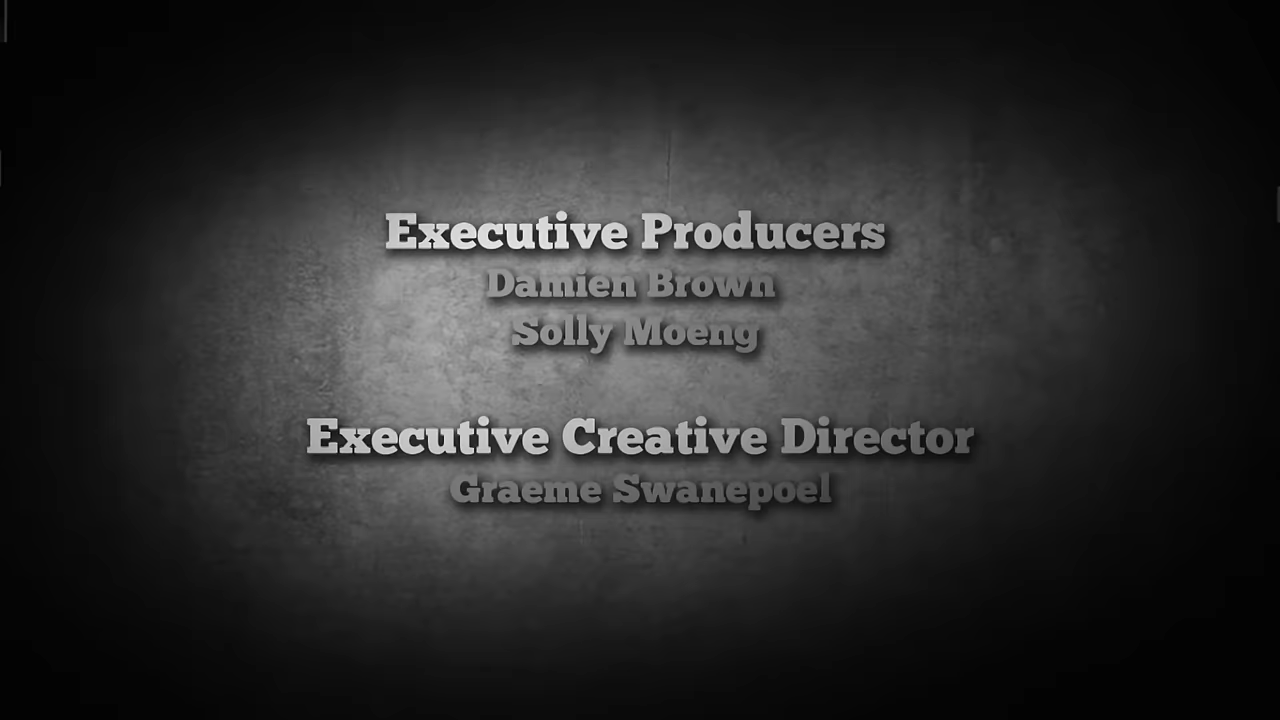 Executive Producers
Damien Brown
Solly Moeng
Executive Creative Director
Graeme Swanepoel